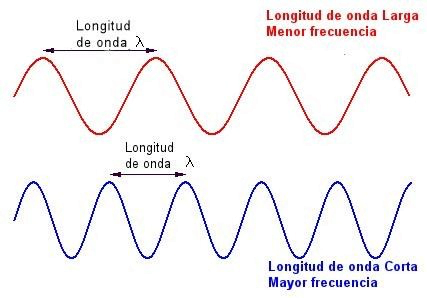 Longitud
de onda λ
Longitud de onda Larga
Menor frecuencia
Longitud
de onda λ
Longitud de onda Corta
Mayor frecuencia